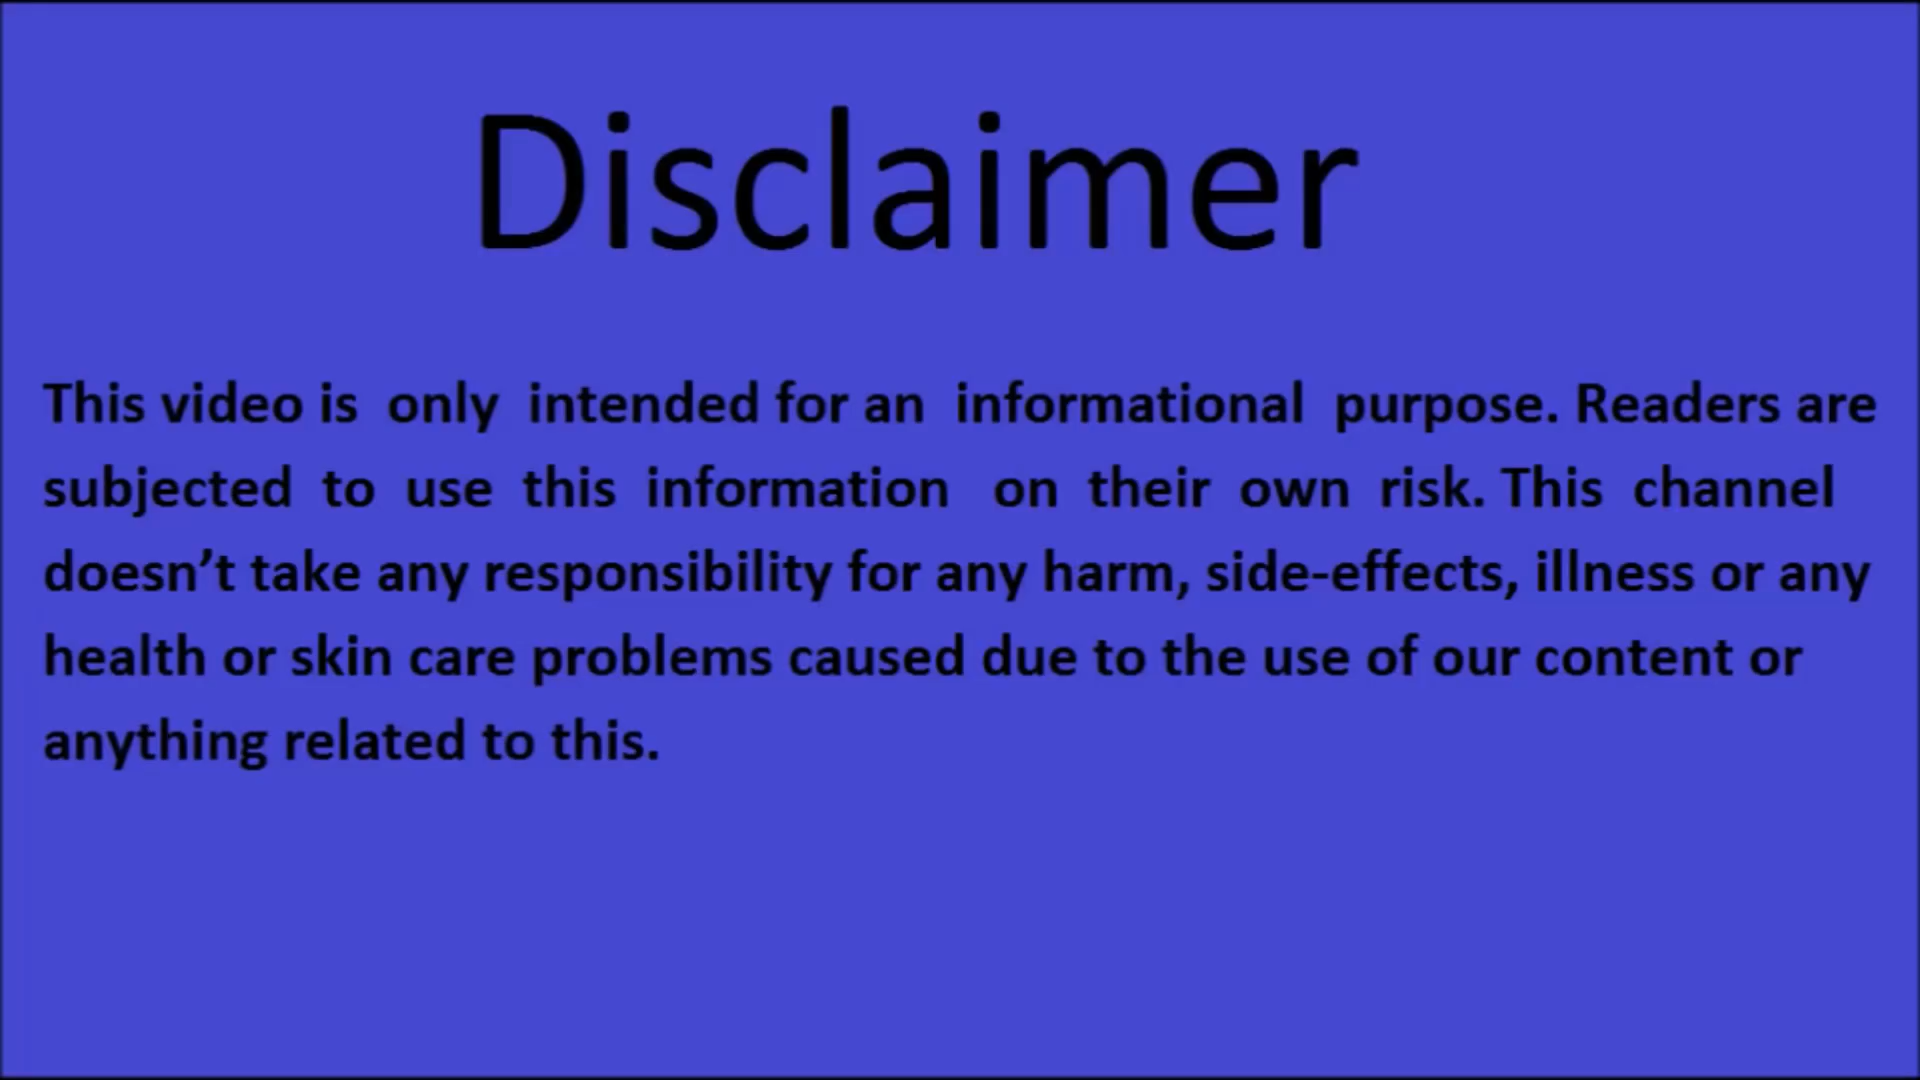 Disclaimer
This video is only intended for an informational purpose. Readers are
subjected to use this information on their own risk. This channel
doesn’t take any responsibility for any harm, side-effects, illness or any
health or skin care problems caused due to the use of our content or
anything related to this.